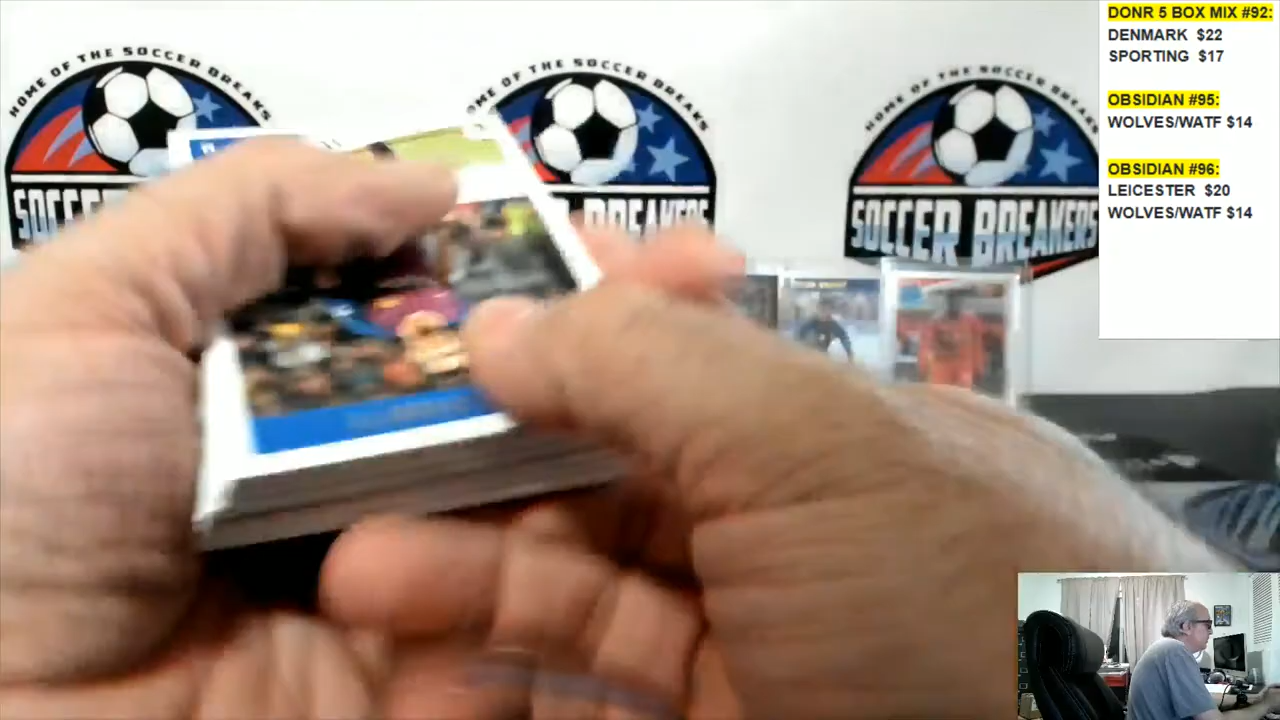 HOME OF THE SOCCER BREAKS
SOCCER
OF THE SOCCER BREAKS
BREAKERS
HOME OF THE SOCCER BREAKS
SOCCER BREAKERS
DONR 5 BOX MIX #92:
DENMARK $22
SPORTING $17
OBSIDIAN #95:
WOLVES/WATF $14
OBSIDIAN #96:
LEICESTER $20
WOLVES/WATF $14